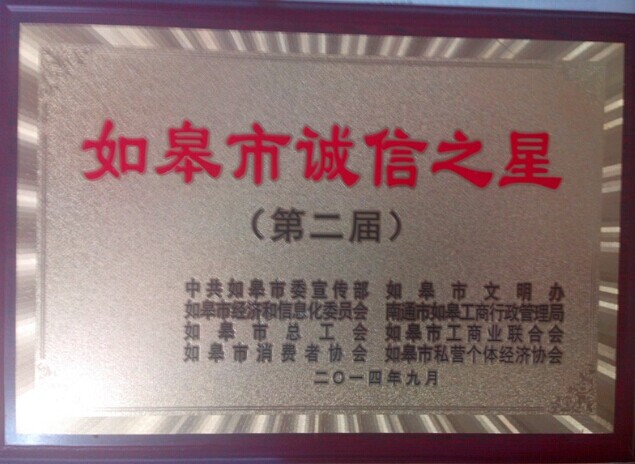 如皋市诚信之星
（第二届）
中共如皋市委宣传部 如皋市文明办
如皋市经济和信息化委员会 南通市如皋工商行政管理局
如皋市总工会 如皋市工商业联合会
如皋市消费者协会 如皋市私营个体经济协会
二〇一四年九月